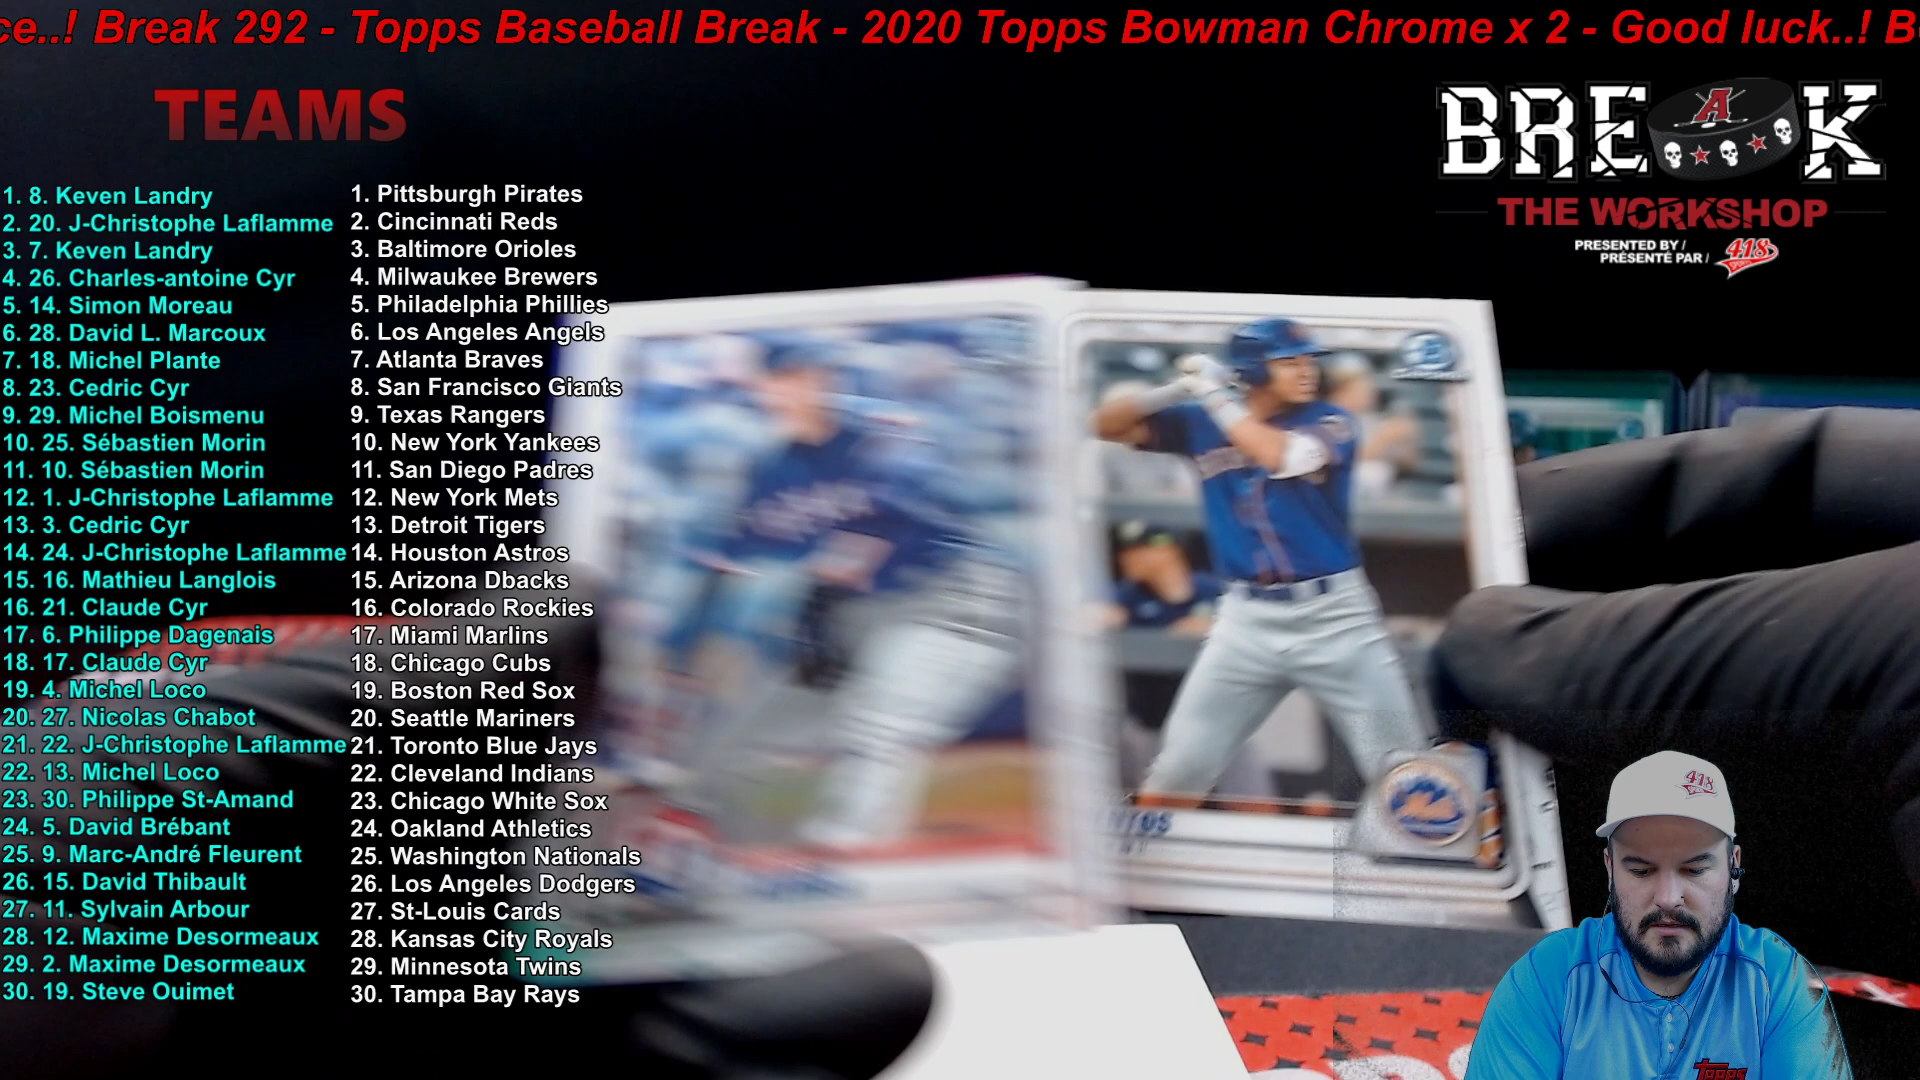 ce..! Break 292 - Topps Baseball Break - 2020 Topps Bowman Chrome x 2 - Good luck..! B
TEAMS
1. 8. Keven Landry
2. 20. J-Christophe Laflamme
3. 7. Keven Landry
4. 26. Charles-antoine Cyr
5. 14. Simon Moreau
6. 28. David L. Marcoux
7. 18. Michel Plante
8. 23. Cedric Cyr
9. 29. Michel Boismenu
10. 25. Sébastien Morin
11. 10. Sébastien Morin
12. 1. J-Christophe Laflamme
13. 3. Cedric Cyr
14. 24. J-Christophe Laflamme
15. 16. Mathieu Langlois
16. 21. Claude Cyr
17. 6. Philippe Dagenais
18. 17. Claude Cyr
19. 4. Michel Loco
20. 27. Nicolas Chabot
21. 22. J-Christophe Laflamme
22. 13. Michel Loco
23. 30. Philippe St-Amand
24. 5. David Brébant
25. 9. Marc-André Fleurent
26. 15. David Thibault
27. 11. Sylvain Arbour
28. 12. Maxime Desormeaux
29. 2. Maxime Desormeaux
30. 19. Steve Ouimet
1. Pittsburgh Pirates
2. Cincinnati Reds
3. Baltimore Orioles
4. Milwaukee Brewers
5. Philadelphia Phillies
6. Los Angeles Angels
7. Atlanta Braves
8. San Francisco Giants
9. Texas Rangers
10. New York Yankees
11. San Diego Padres
12. New York Mets
13. Detroit Tigers
14. Houston Astros
15. Arizona Dbacks
16. Colorado Rockies
17. Miami Marlins
18. Chicago Cubs
19. Boston Red Sox
20. Seattle Mariners
21. Toronto Blue Jays
22. Cleveland Indians
23. Chicago White Sox
24. Oakland Athletics
25. Washington Nationals
26. Los Angeles Dodgers
27. St-Louis Cards
28. Kansas City Royals
29. Minnesota Twins
30. Tampa Bay Rays
BREAK
THE WORKSHOP
PRESENTED BY /
PRÉSENTÉ PAR /
418
418
Topps